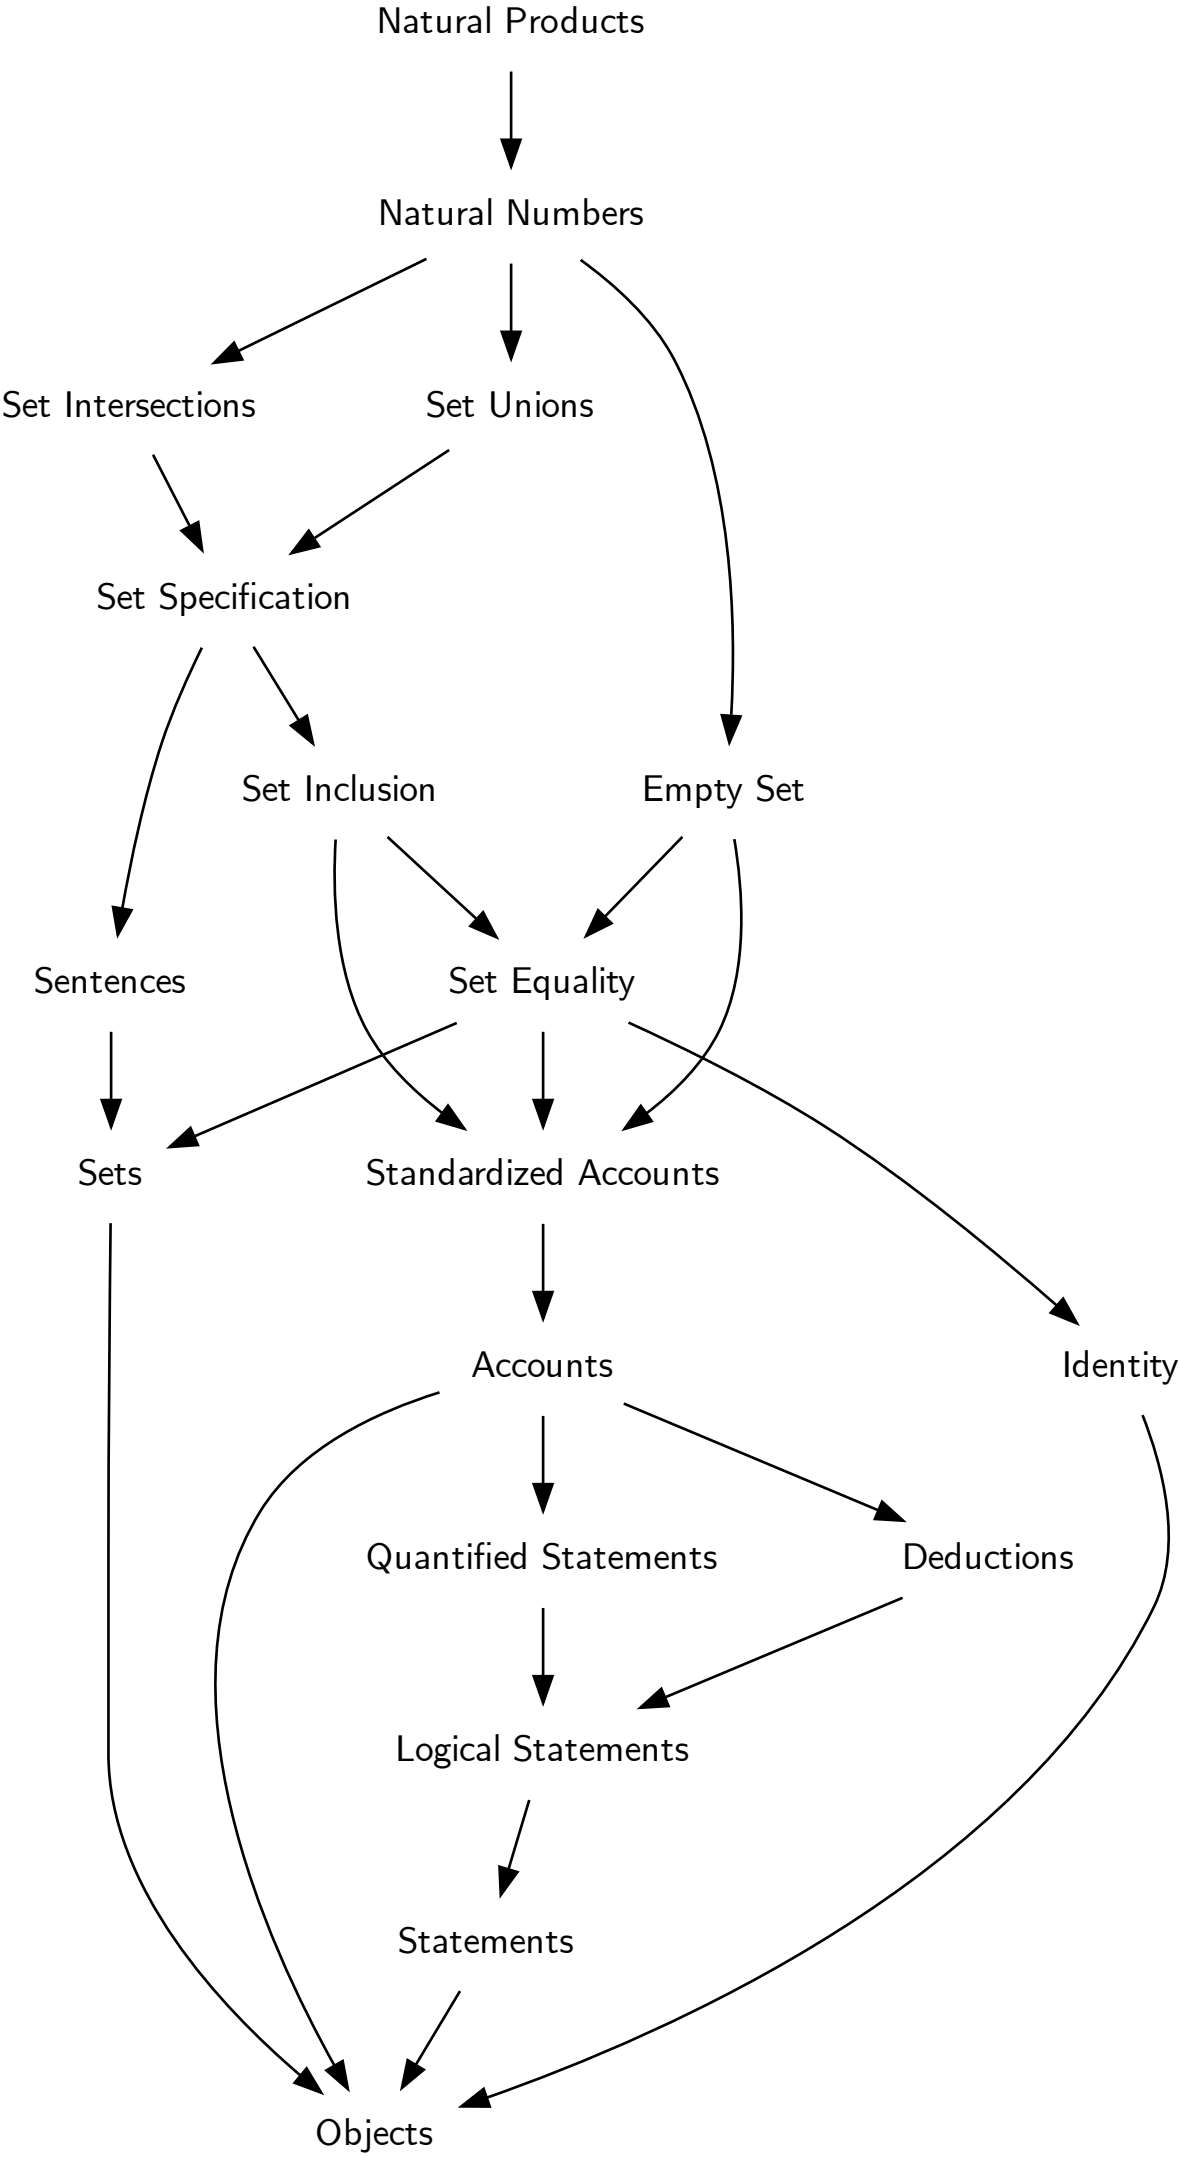 Natural Products
Natural Numbers
Set Intersections
Set Unions
Set Specification
Set Inclusion
Empty Set
Sentences
Set Equality
Sets
Standardized Accounts
Accounts
Identity
Quantified Statements
Deductions
Logical Statements
Statements
Objects